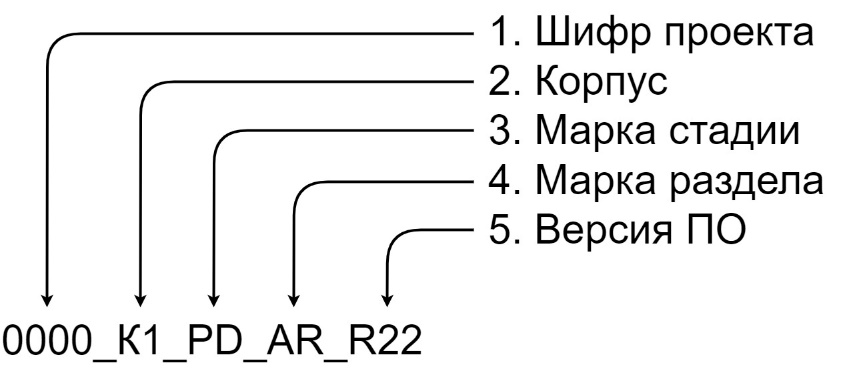 1. Шифр проекта
2. Корпус
3. Марка стадии
4. Марка раздела
5. Версия ПО
0000_К1_PD_AR_R22